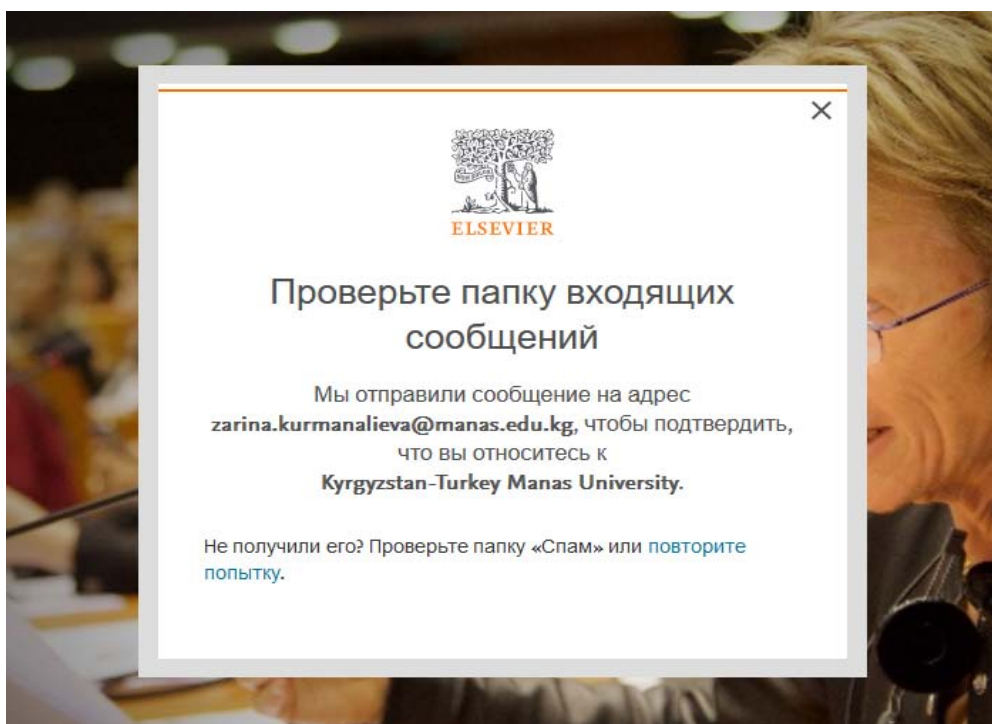 ELSEVIER
Проверьте папку входящих
сообщений
Мы отправили сообщение на адрес
zarina.kurmanalieva@manas.edu.kg, чтобы подтвердить,
что вы относитесь к
Kyrgyzstan-Turkey Manas University.
Не получили его? Проверьте папку «Спам» или повторите
попытку.